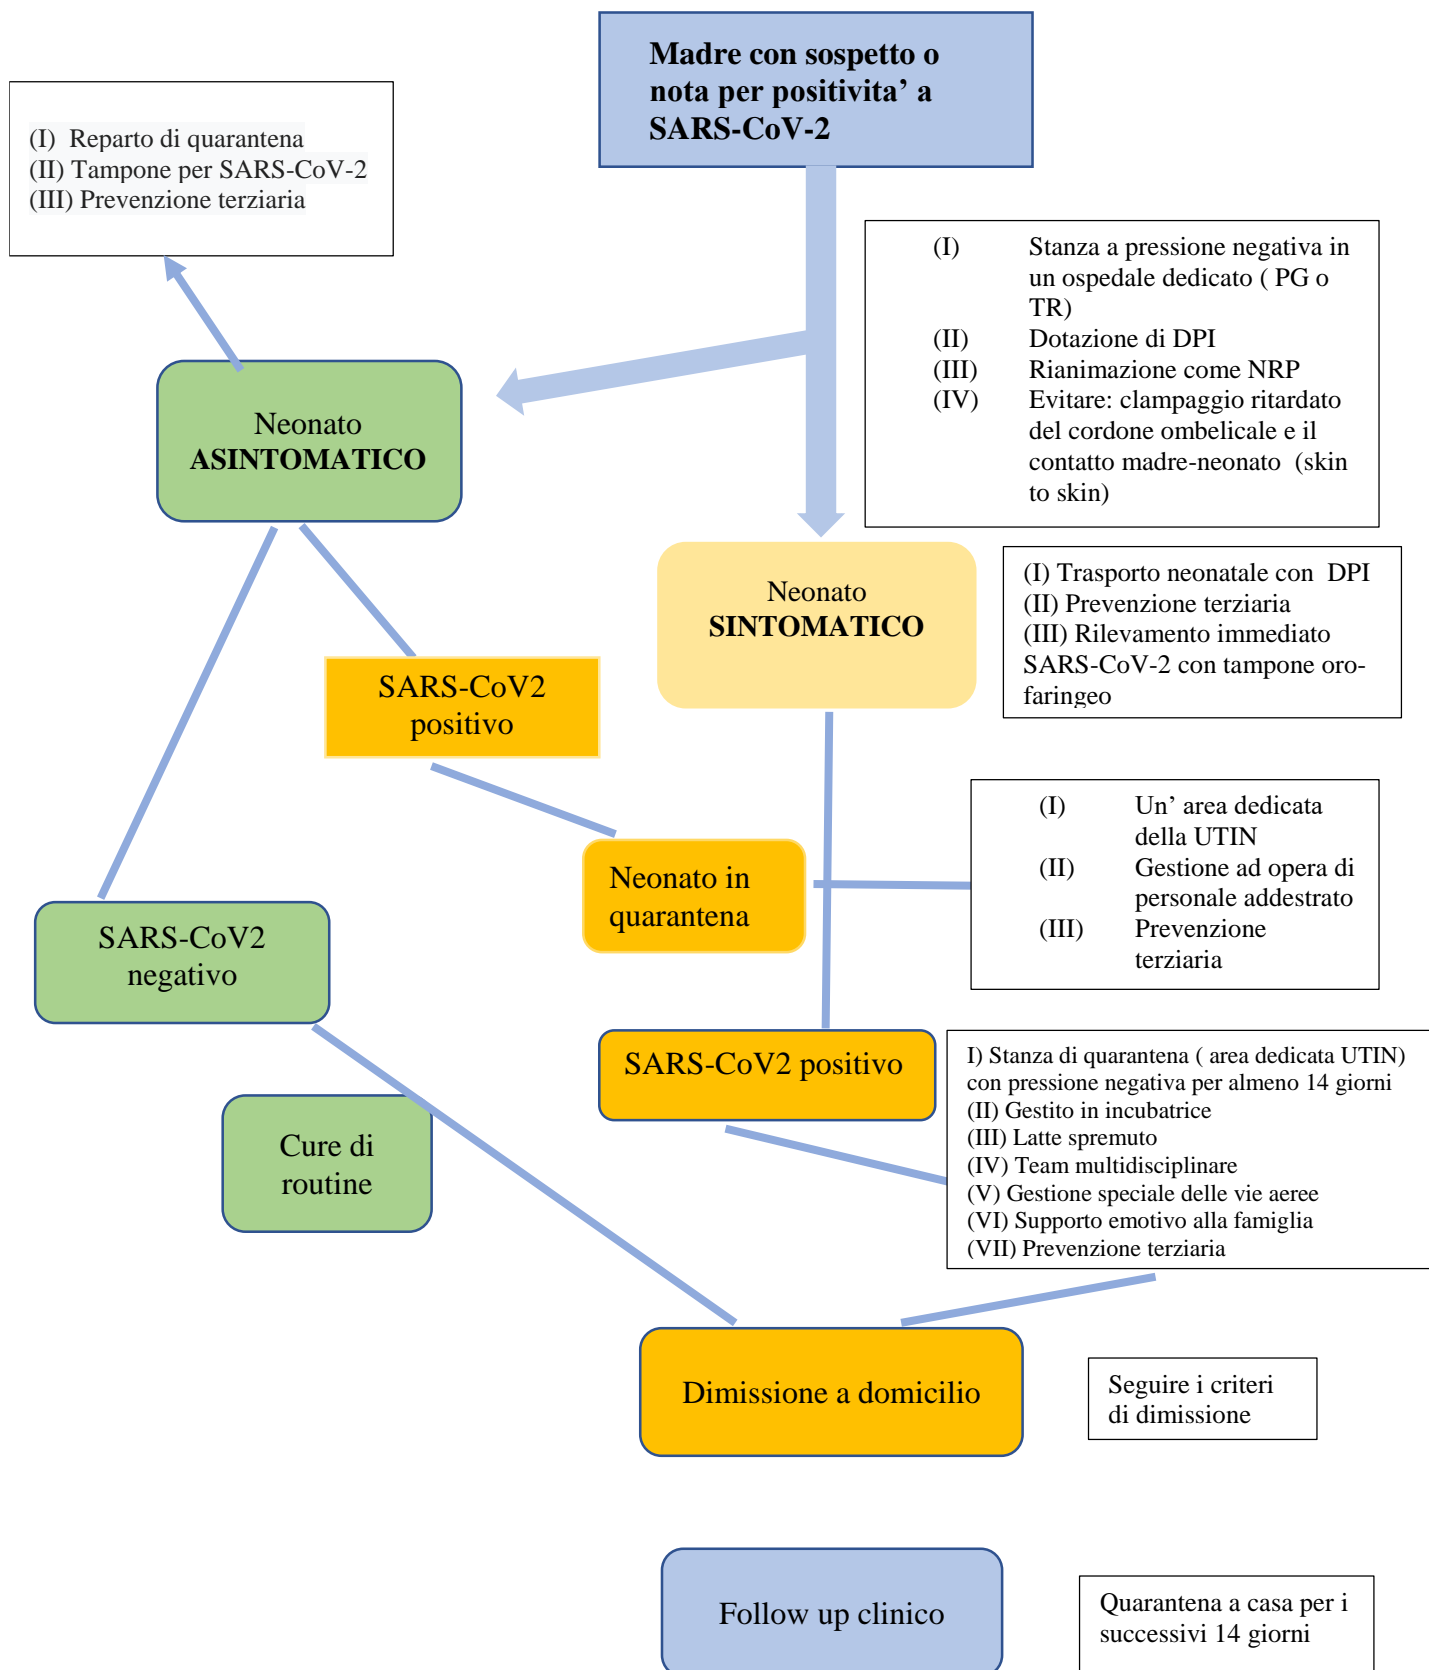 Madre con sospetto o
nota per positivita’ a
SARS-CoV-2
(I) Reparto di quarantena
(II) Tampone per SARS-CoV-2
(III) Prevenzione terziaria
(I) Stanza a pressione negativa in
un ospedale dedicato ( PG o
TR)
(II) Dotazione di DPI
(III) Rianimazione come NRP
(IV) Evitare: clampaggio ritardato
del cordone ombelicale e il
contatto madre-neonato (skin
to skin)
Neonato
ASINTOMATICO
Neonato
SINTOMATICO
(I) Trasporto neonatale con DPI
(II) Prevenzione terziaria
(III) Rilevamento immediato
SARS-CoV-2 con tampone oro-
faringeo
SARS-CoV2
positivo
(I) Un’ area dedicata
della UTIN
(II) Gestione ad opera di
personale addestrato
(III) Prevenzione
terziaria
Neonato in
quarantena
SARS-CoV2
negativo
SARS-CoV2 positivo
I) Stanza di quarantena ( area dedicata UTIN)
con pressione negativa per almeno 14 giorni
(II) Gestito in incubatrice
(III) Latte spremuto
(IV) Team multidisciplinare
(V) Gestione speciale delle vie aeree
(VI) Supporto emotivo alla famiglia
(VII) Prevenzione terziaria
Cure di
routine
Dimissione a domicilio
Seguire i criteri
di dimissione
Follow up clinico
Quarantena a casa per i
successivi 14 giorni